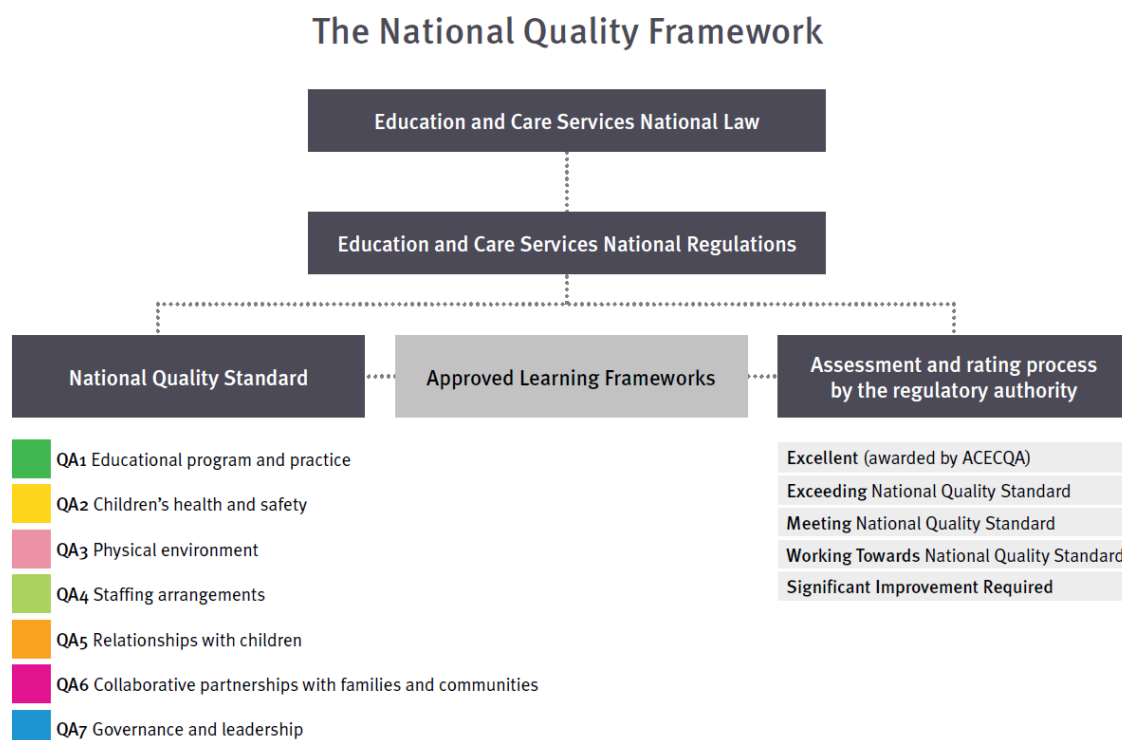 The National Quality Framework
Education and Care Services National Law
Education and Care Services National Regulations
National Quality Standard
Approved Learning Frameworks
Assessment and rating process
by the regulatory authority
QA1 Educational program and practice
QA2 Children’s health and safety
QA3 Physical environment
QA4 Staffing arrangements
QA5 Relationships with children
QA6 Collaborative partnerships with families and communities
QA7 Governance and leadership
Excellent (awarded by ACECQA)
Exceeding National Quality Standard
Meeting National Quality Standard
Working Towards National Quality Standard
Significant Improvement Required